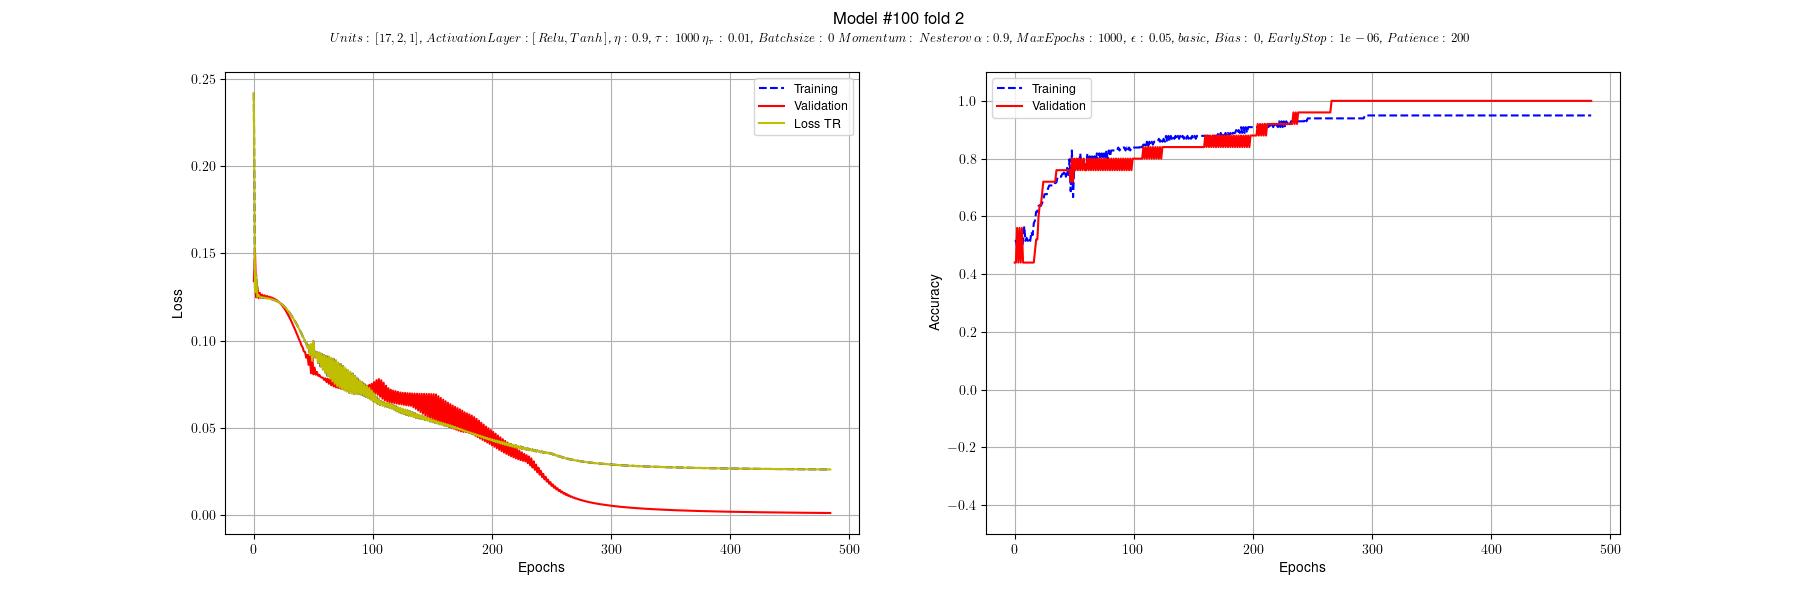 Model #100 fold 2
Units : [17, 2, 1], ActivationLayer : [ Relu, Tanh ], η : 0.9, τ : 1000 ητ : 0.01, Batchsize : 0 Momentum : Nesterov α : 0.9, MaxEpochs : 1000, ϵ : 0.05, basic, Bias : 0, EarlyStop : 1e − 06, Patience : 200
0.25
0.20
0.15
0.10
0.05
0.00
Loss
0 100 200 300 400 500
Epochs
Training
Validation
Loss TR
1.0
0.8
0.6
0.4
0.2
0.0
−0.2
−0.4
Accuracy
0 100 200 300 400 500
Epochs
Training
Validation